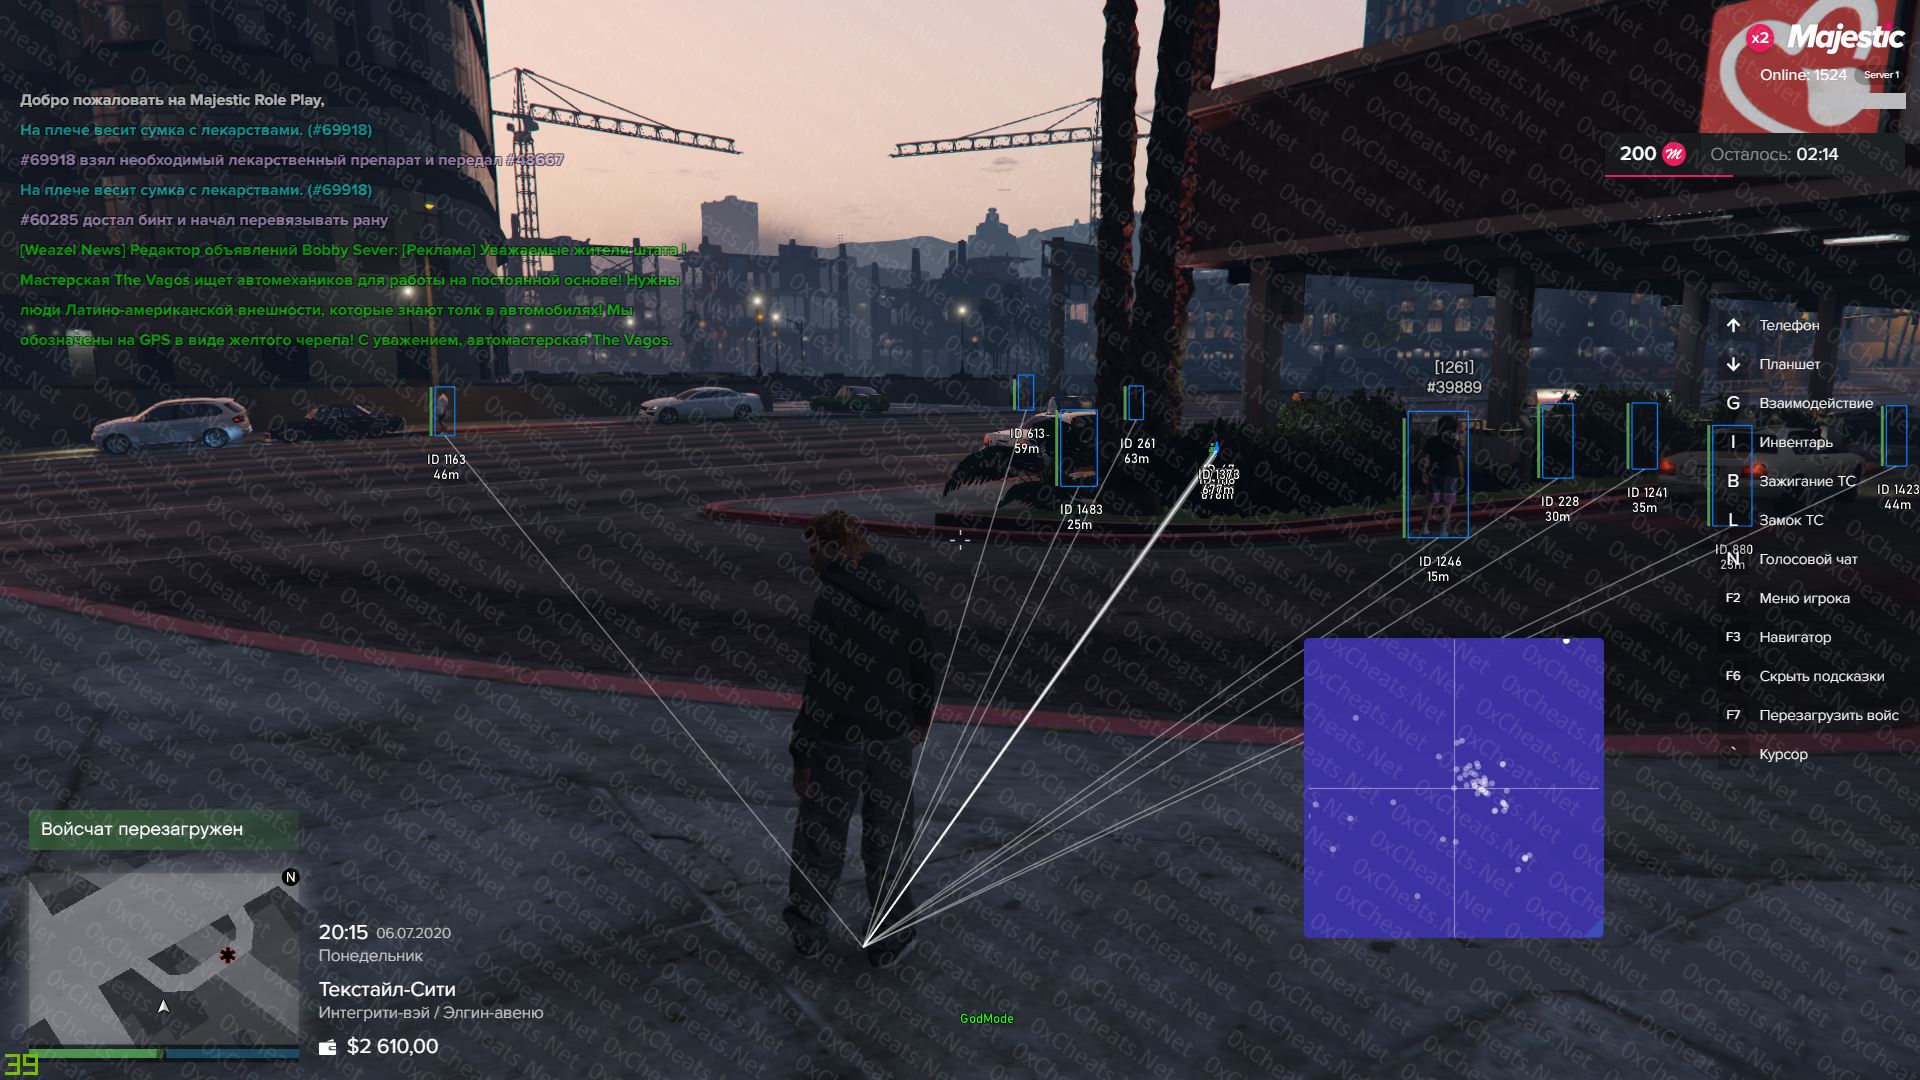 Добро пожаловать на Majestic Role Play,
На плече весит сумка с лекарствами. (#69918)
#69918 взял необходимый лекарственный препарат и передал #48667
На плече весит сумка с лекарствами. (#69918)
#60285 достал бинт и начал перевязывать рану
[Weazel News] Редактор объявлений Bobby Sever: [Реклама] Уважаемые жители штата !
Мастерская The Vagos ищет автомехаников для работы на постоянной основе! Нужны
люди Латино-американской внешности, которые знают толк в автомобилях! Мы
обозначены на GPS в виде желтого черепа! С уважением, автомастерская The Vagos.
x2 Majestic
Online: 1524 Server 1
200 Осталось: 02:14
↑ Телефон
↓ Планшет
G Взаимодействие
I Инвентарь
B Зажигание ТС
L Замок ТС
N Голосовой чат
F2 Меню игрока
F3 Навигатор
F6 Скрыть подсказки
F7 Перезагрузить войс
` Курсор
[1261]
#39889
ID 1163
46m
ID 613
59m
ID 261
63m
ID 1483
25m
ID 1246
15m
ID 228
30m
ID 1241
35m
ID 880
23m
ID 1423
44m
Войсчат перезагружен
N
20:15 06.07.2020
Понедельник
Текстайл-Сити
Интегрити-вэй / Элгин-авеню
$2 610,00
GodMode
39
0xCheats.Net